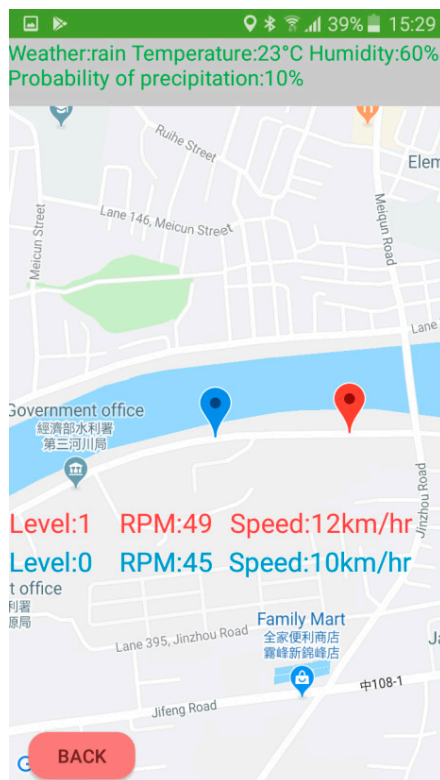 39% 15:29
Weather:rain Temperature:23°C Humidity:60%
Probability of precipitation:10%
Ruihe Street
Elem
Lane 146, Meicun Street
Meicun Street
Meiqun Road
Lane
Government office
經濟部水利署
第三河川局
Jinzhou Road
Level:1 RPM:49 Speed:12km/hr
Level:0 RPM:45 Speed:10km/hr
t office
利署
原局
Family Mart
全家便利商店
霧峰新錦峰店
Lane 395, Jinzhou Road
Ja
中108-1
Jifeng Road
G
BACK